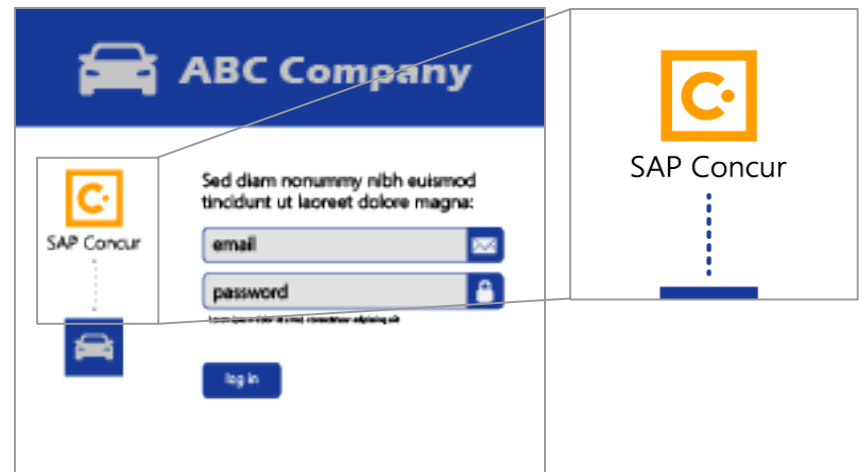 ABC Company
SAP Concur
Sed diam nonummy nibh euismod
tincidunt ut laoreet dolore magna:
email
password
log in
SAP Concur